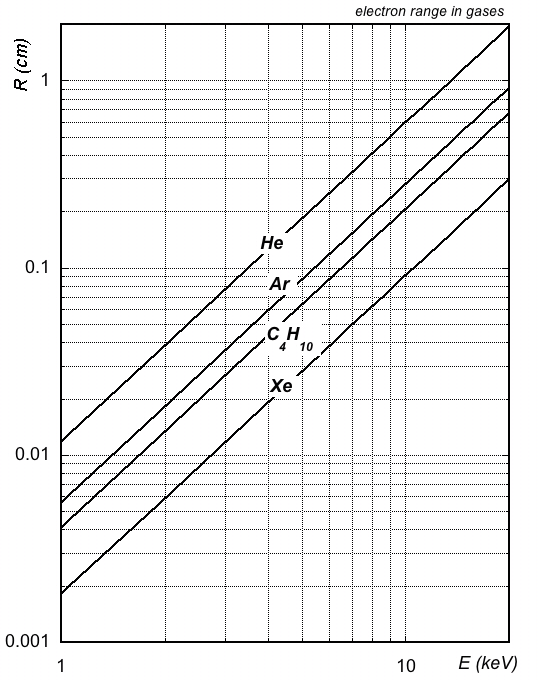 electron range in gases
R (cm)
1
He
0.1
Ar
C4H10
Xe
0.01
0.001
1
10
E (keV)